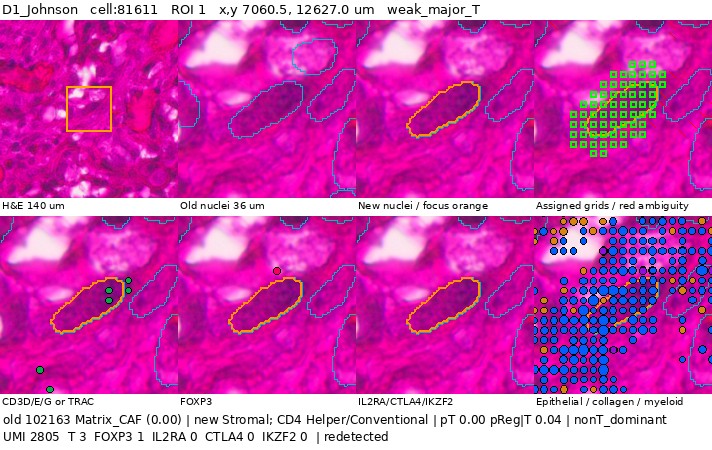 D1_Johnson cell:81611 ROI 1 x,y 7060.5, 12627.0 um weak_major_T
H&E 140 um
Old nuclei 36 um
New nuclei / focus orange
Assigned grids / red ambiguity
CD3D/E/G or TRAC
FOXP3
IL2RA/CTLA4/IKZF2
Epithelial / collagen / myeloid
old 102163 Matrix_CAF (0.00) | new Stromal; CD4 Helper/Conventional | pT 0.00 pReg|T 0.04 | nonT_dominant
UMI 2805 T 3 FOXP3 1 IL2RA 0 CTLA4 0 IKZF2 0 | redetected